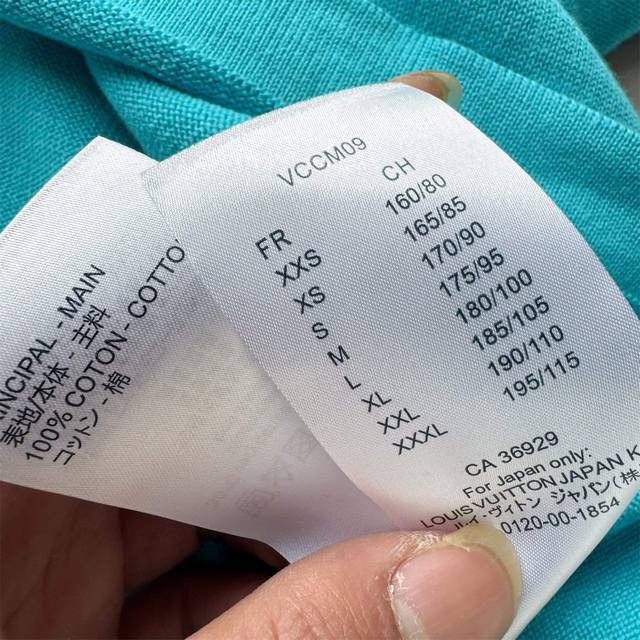 VCCM09
FR CH
XXS 160/80
XS 165/85
S 170/90
M 175/95
L 180/100
XL 185/105
XXL 190/110
XXXL 195/115
CA 36929
For Japan only:
LOUIS VUITTON JAPAN K
ルイ・ヴィトン ジャパン(株
0120-00-1854
- MAIN
表地/本体 - 主料
100% COTON -
コットン - 棉